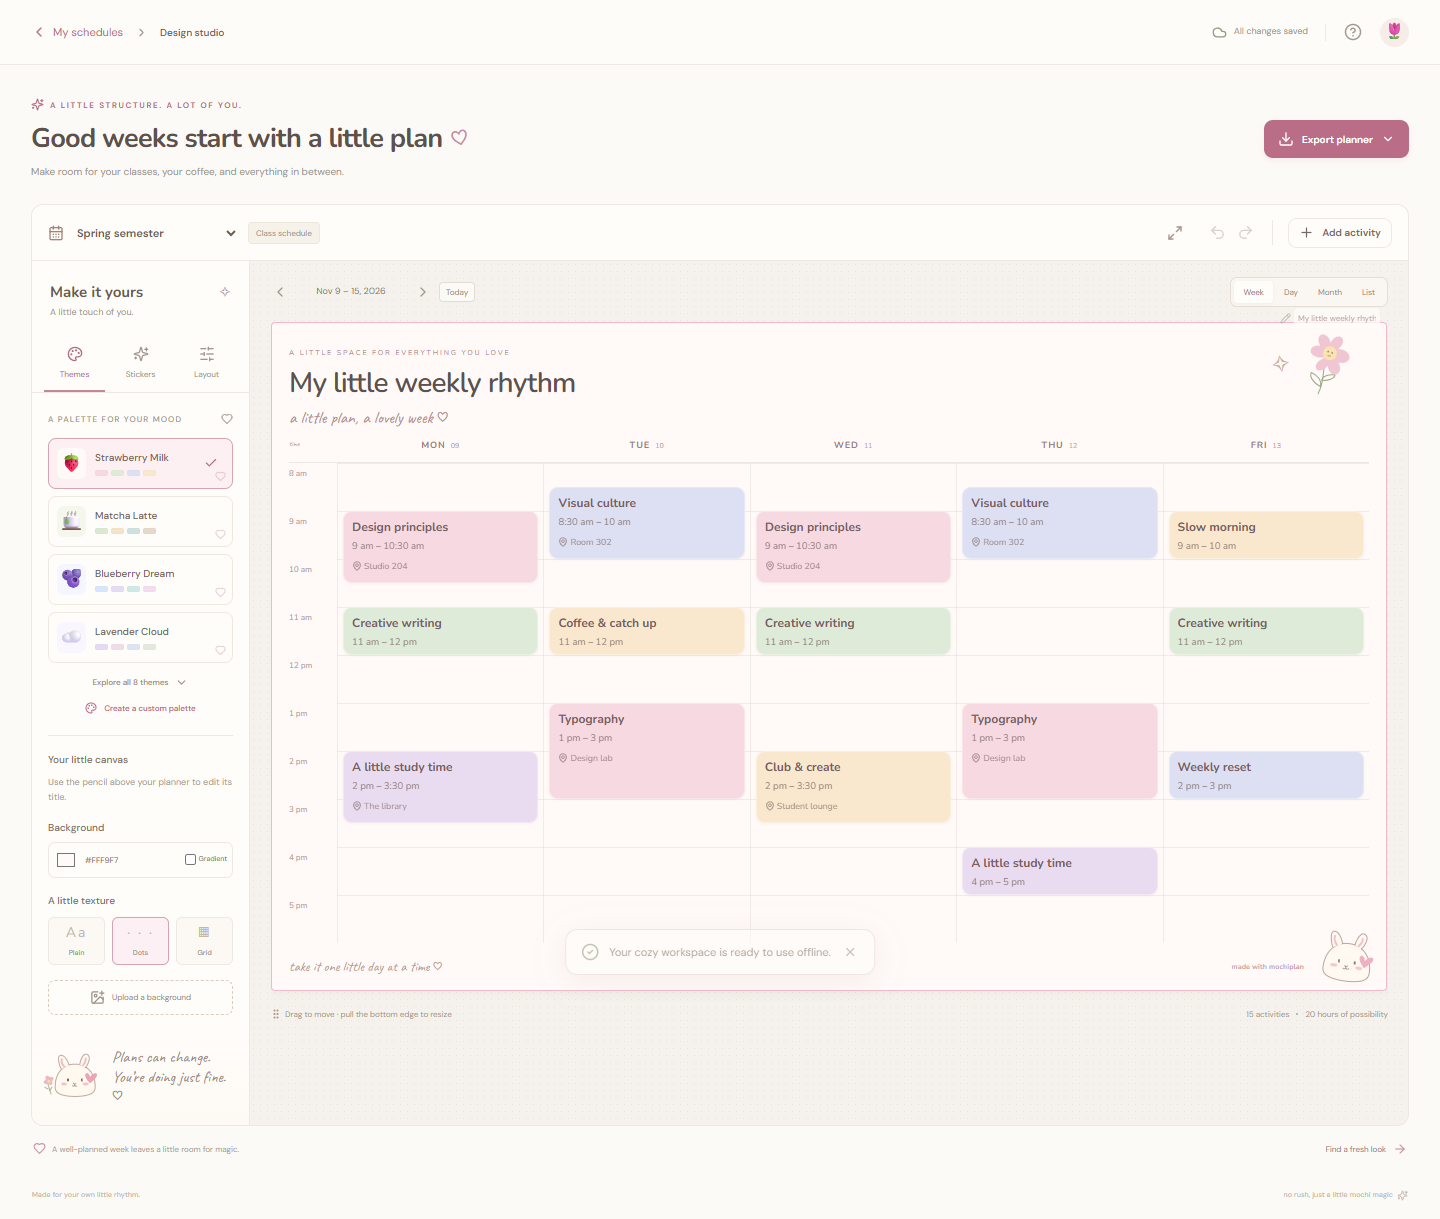 My schedules
Design studio
All changes saved
A LITTLE STRUCTURE. A LOT OF YOU.
Good weeks start with a little plan
Make room for your classes, your coffee, and everything in between.
Export planner
Spring semester
Class schedule
Add activity
Make it yours
A little touch of you.
Themes
Stickers
Layout
A PALETTE FOR YOUR MOOD
Strawberry Milk
Matcha Latte
Blueberry Dream
Lavender Cloud
Explore all 8 themes
Create a custom palette
Your little canvas
Use the pencil above your planner to edit its
title.
Background
#FFF9F7
Gradient
A little texture
Aa
Plain
Dots
Grid
Upload a background
Plans can change.
You're doing just fine.
Nov 9 – 15, 2026
Today
Week
Day
Month
List
My little weekly rhyth
A LITTLE SPACE FOR EVERYTHING YOU LOVE
My little weekly rhythm
a little plan, a lovely week
MON 09
TUE 10
WED 11
THU 12
FRI 13
8 am
9 am
10 am
11 am
12 pm
1 pm
2 pm
3 pm
4 pm
5 pm
Design principles
9 am – 10:30 am
Studio 204
Creative writing
11 am – 12 pm
A little study time
2 pm – 3:30 pm
The library
Visual culture
8:30 am – 10 am
Room 302
Coffee & catch up
11 am – 12 pm
Typography
1 pm – 3 pm
Design lab
Design principles
9 am – 10:30 am
Studio 204
Creative writing
11 am – 12 pm
Club & create
2 pm – 3:30 pm
Student lounge
Visual culture
8:30 am – 10 am
Room 302
Typography
1 pm – 3 pm
Design lab
A little study time
4 pm – 5 pm
Slow morning
9 am – 10 am
Creative writing
11 am – 12 pm
Weekly reset
2 pm – 3 pm
Your cozy workspace is ready to use offline.
take it one little day at a time
made with mochiplan
Drag to move · pull the bottom edge to resize
15 activities • 20 hours of possibility
A well-planned week leaves a little room for magic.
Find a fresh look
Made for your own little rhythm.
no rush, just a little mochi magic